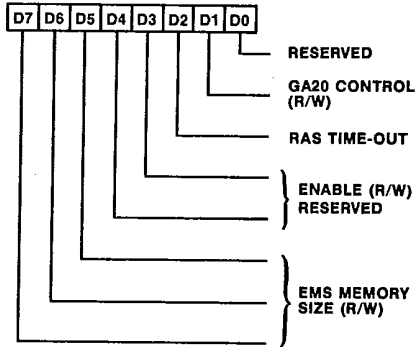 D7 D6 D5 D4 D3 D2 D1 D0
RESERVED
GA20 CONTROL
(R/W)
RAS TIME-OUT
ENABLE (R/W)
RESERVED
EMS MEMORY
SIZE (R/W)